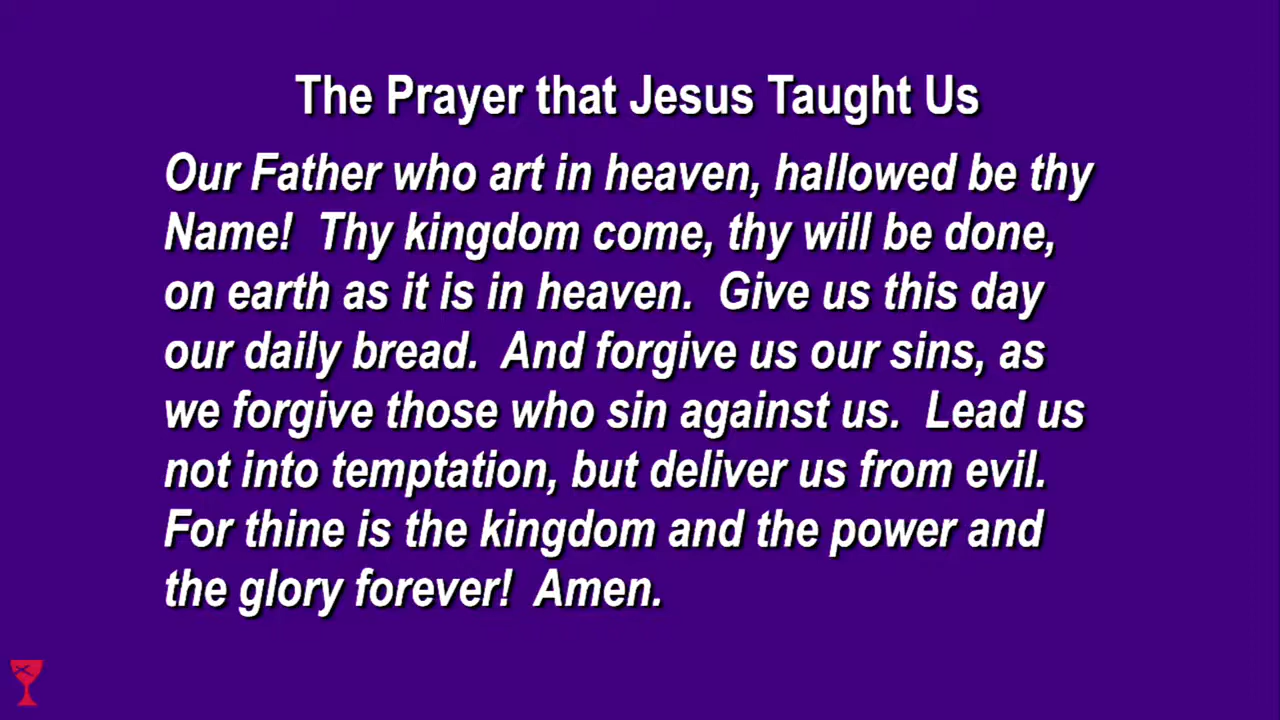 The Prayer that Jesus Taught Us
Our Father who art in heaven, hallowed be thy
Name!  Thy kingdom come, thy will be done,
on earth as it is in heaven.  Give us this day
our daily bread.  And forgive us our sins, as
we forgive those who sin against us.  Lead us
not into temptation, but deliver us from evil.
For thine is the kingdom and the power and
the glory forever!  Amen.